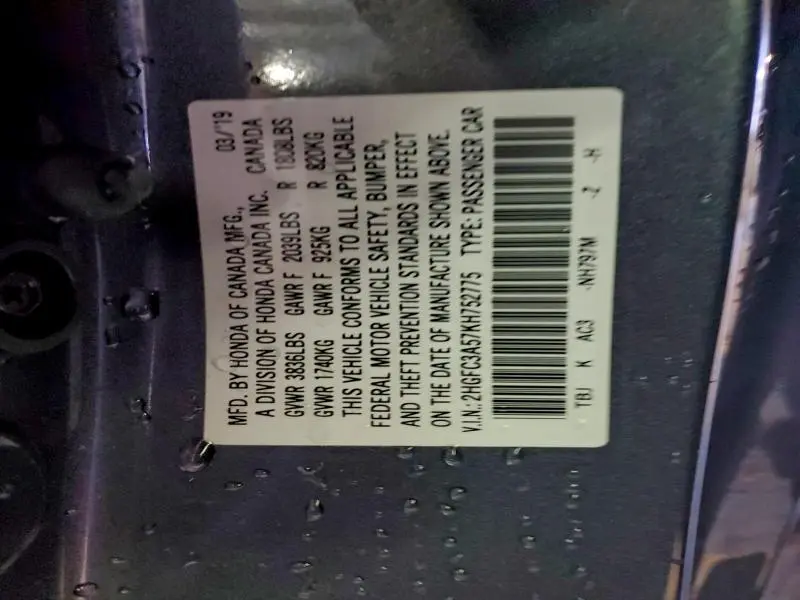 MFD. BY HONDA OF CANADA MFG., 03/'19
A DIVISION OF HONDA CANADA INC. CANADA
GVWR 3836LBS GAWR F 2039LBS R 1808LBS
GVWR 1740KG GAWR F 925KG R 820KG
THIS VEHICLE CONFORMS TO ALL APPLICABLE
FEDERAL MOTOR VEHICLE SAFETY, BUMPER,
AND THEFT PREVENTION STANDARDS IN EFFECT
ON THE DATE OF MANUFACTURE SHOWN ABOVE.
V.I.N.: 2HGFC3A57KH752775 TYPE: PASSENGER CAR
TBJ K AC3 -NH797M -2 -H